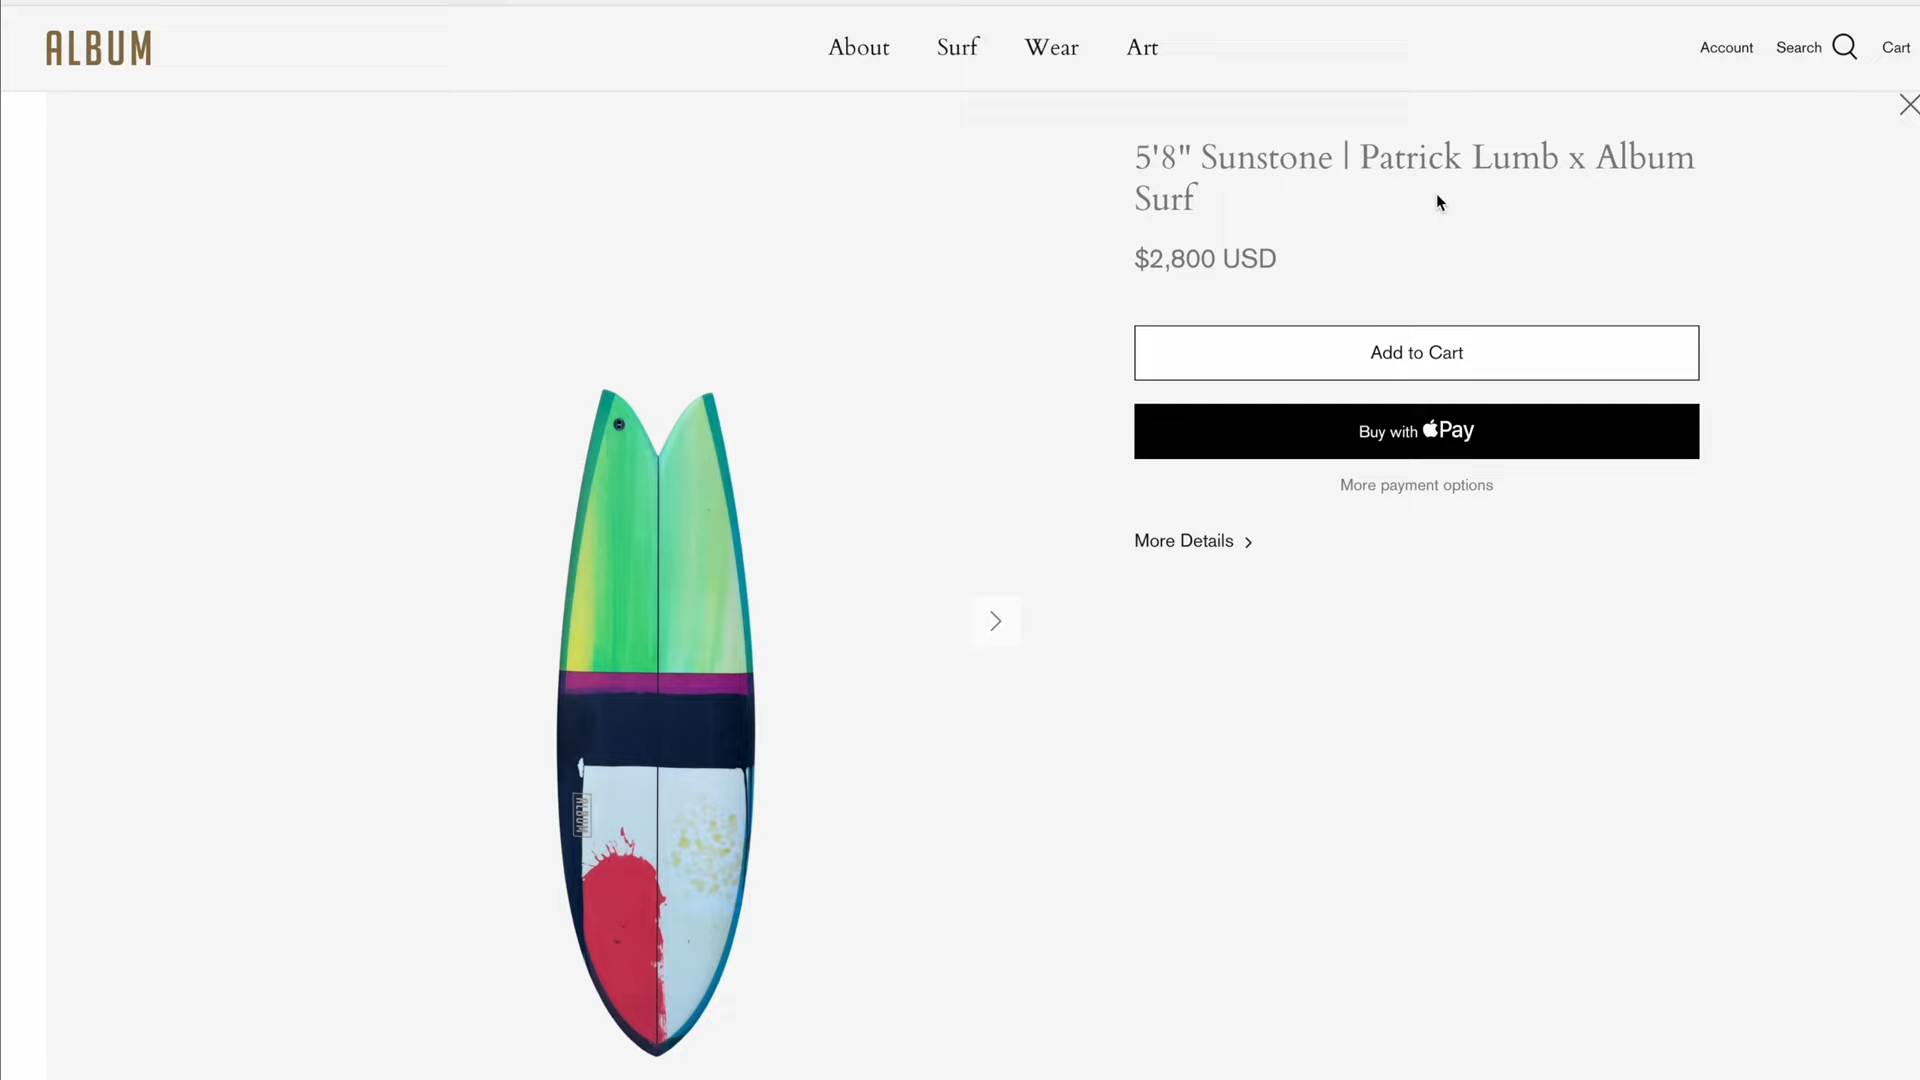 ALBUM
About Surf Wear Art
Account Search Cart
5'8" Sunstone | Patrick Lumb x Album
Surf
$2,800 USD
Add to Cart
Buy with Pay
More payment options
More Details
ALBUM